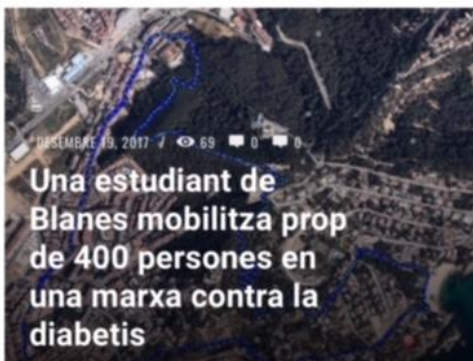 DESEMBRE 19, 2017 / 69 0 0
Una estudiant de
Blanes mobilitza prop
de 400 persones en
una marxa contra la
diabetis